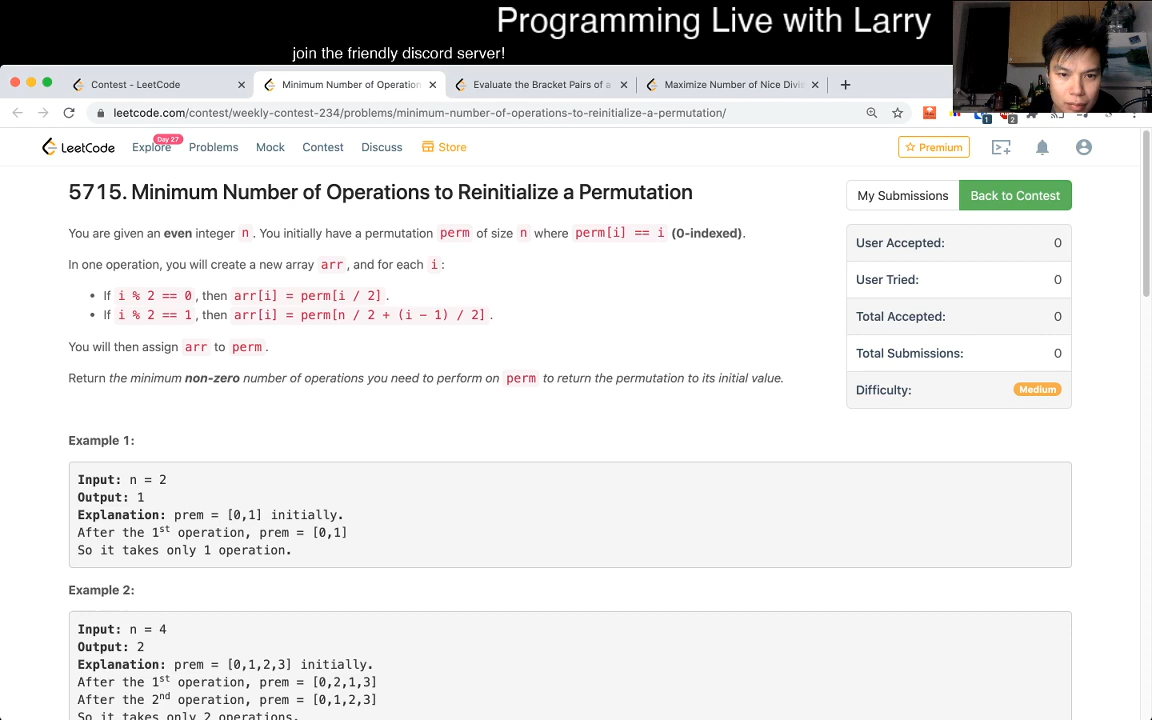 Programming Live with Larry
join the friendly discord server!
Contest - LeetCode
Minimum Number of Operation
Evaluate the Bracket Pairs of a
Maximize Number of Nice Divis
leetcode.com/contest/weekly-contest-234/problems/minimum-number-of-operations-to-reinitialize-a-permutation/
LeetCode Explore Day 27 Problems Mock Contest Discuss Store Premium
5715. Minimum Number of Operations to Reinitialize a Permutation
My Submissions Back to Contest
You are given an even integer n. You initially have a permutation perm of size n where perm[i] == i (0-indexed).
In one operation, you will create a new array arr, and for each i:
• If i % 2 == 0, then arr[i] = perm[i / 2].
• If i % 2 == 1, then arr[i] = perm[n / 2 + (i - 1) / 2].
You will then assign arr to perm.
Return the minimum non-zero number of operations you need to perform on perm to return the permutation to its initial value.
User Accepted: 0
User Tried: 0
Total Accepted: 0
Total Submissions: 0
Difficulty: Medium
Example 1:
Input: n = 2
Output: 1
Explanation: prem = [0,1] initially.
After the 1st operation, prem = [0,1]
So it takes only 1 operation.
Example 2:
Input: n = 4
Output: 2
Explanation: prem = [0,1,2,3] initially.
After the 1st operation, prem = [0,2,1,3]
After the 2nd operation, prem = [0,1,2,3]
So it takes only 2 operations.